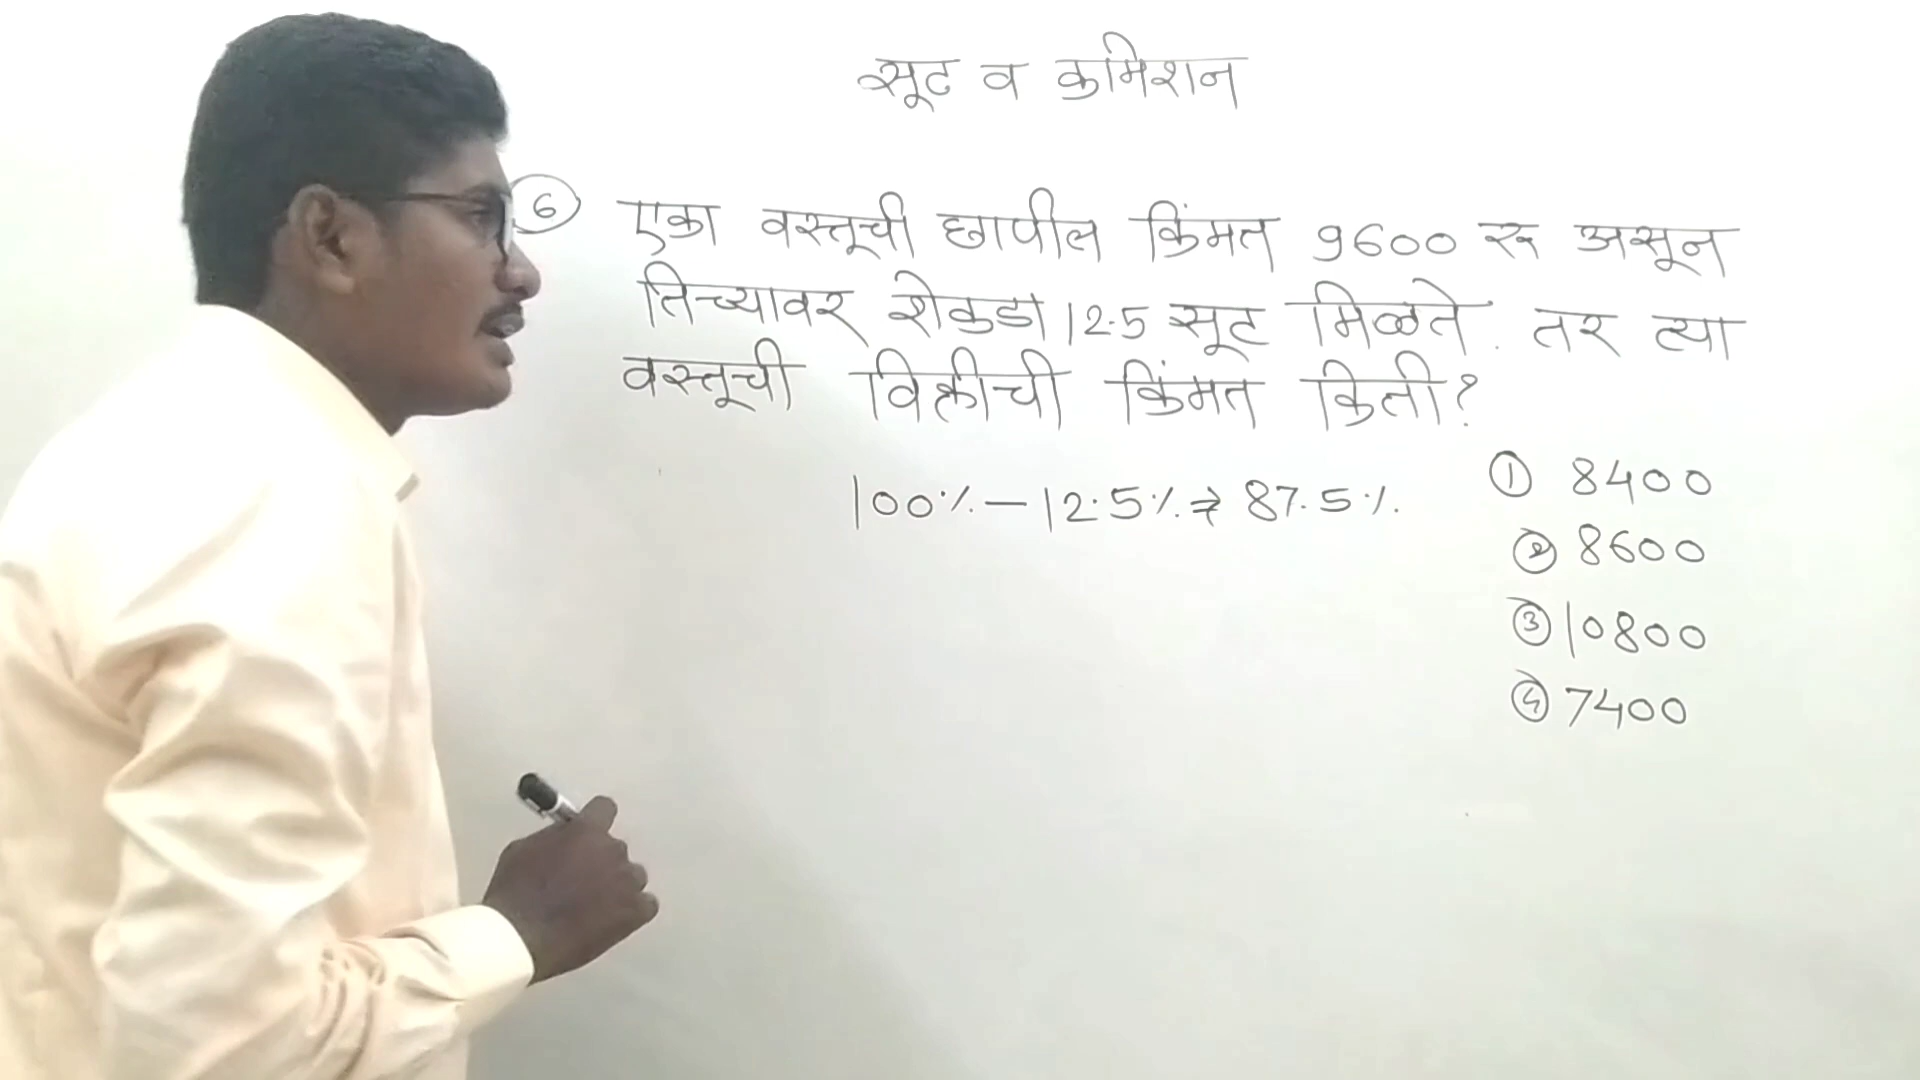 सूट व कमिशन
6 एका वस्तूची छापील किंमत 9600 रु असून
तिच्यावर शेकडा 12.5 सूट मिळते. तर त्या
वस्तूची विक्रीची किंमत किती?
100% - 12.5% ⇒ 87.5%
1 8400
2 8600
3 10800
4 7400